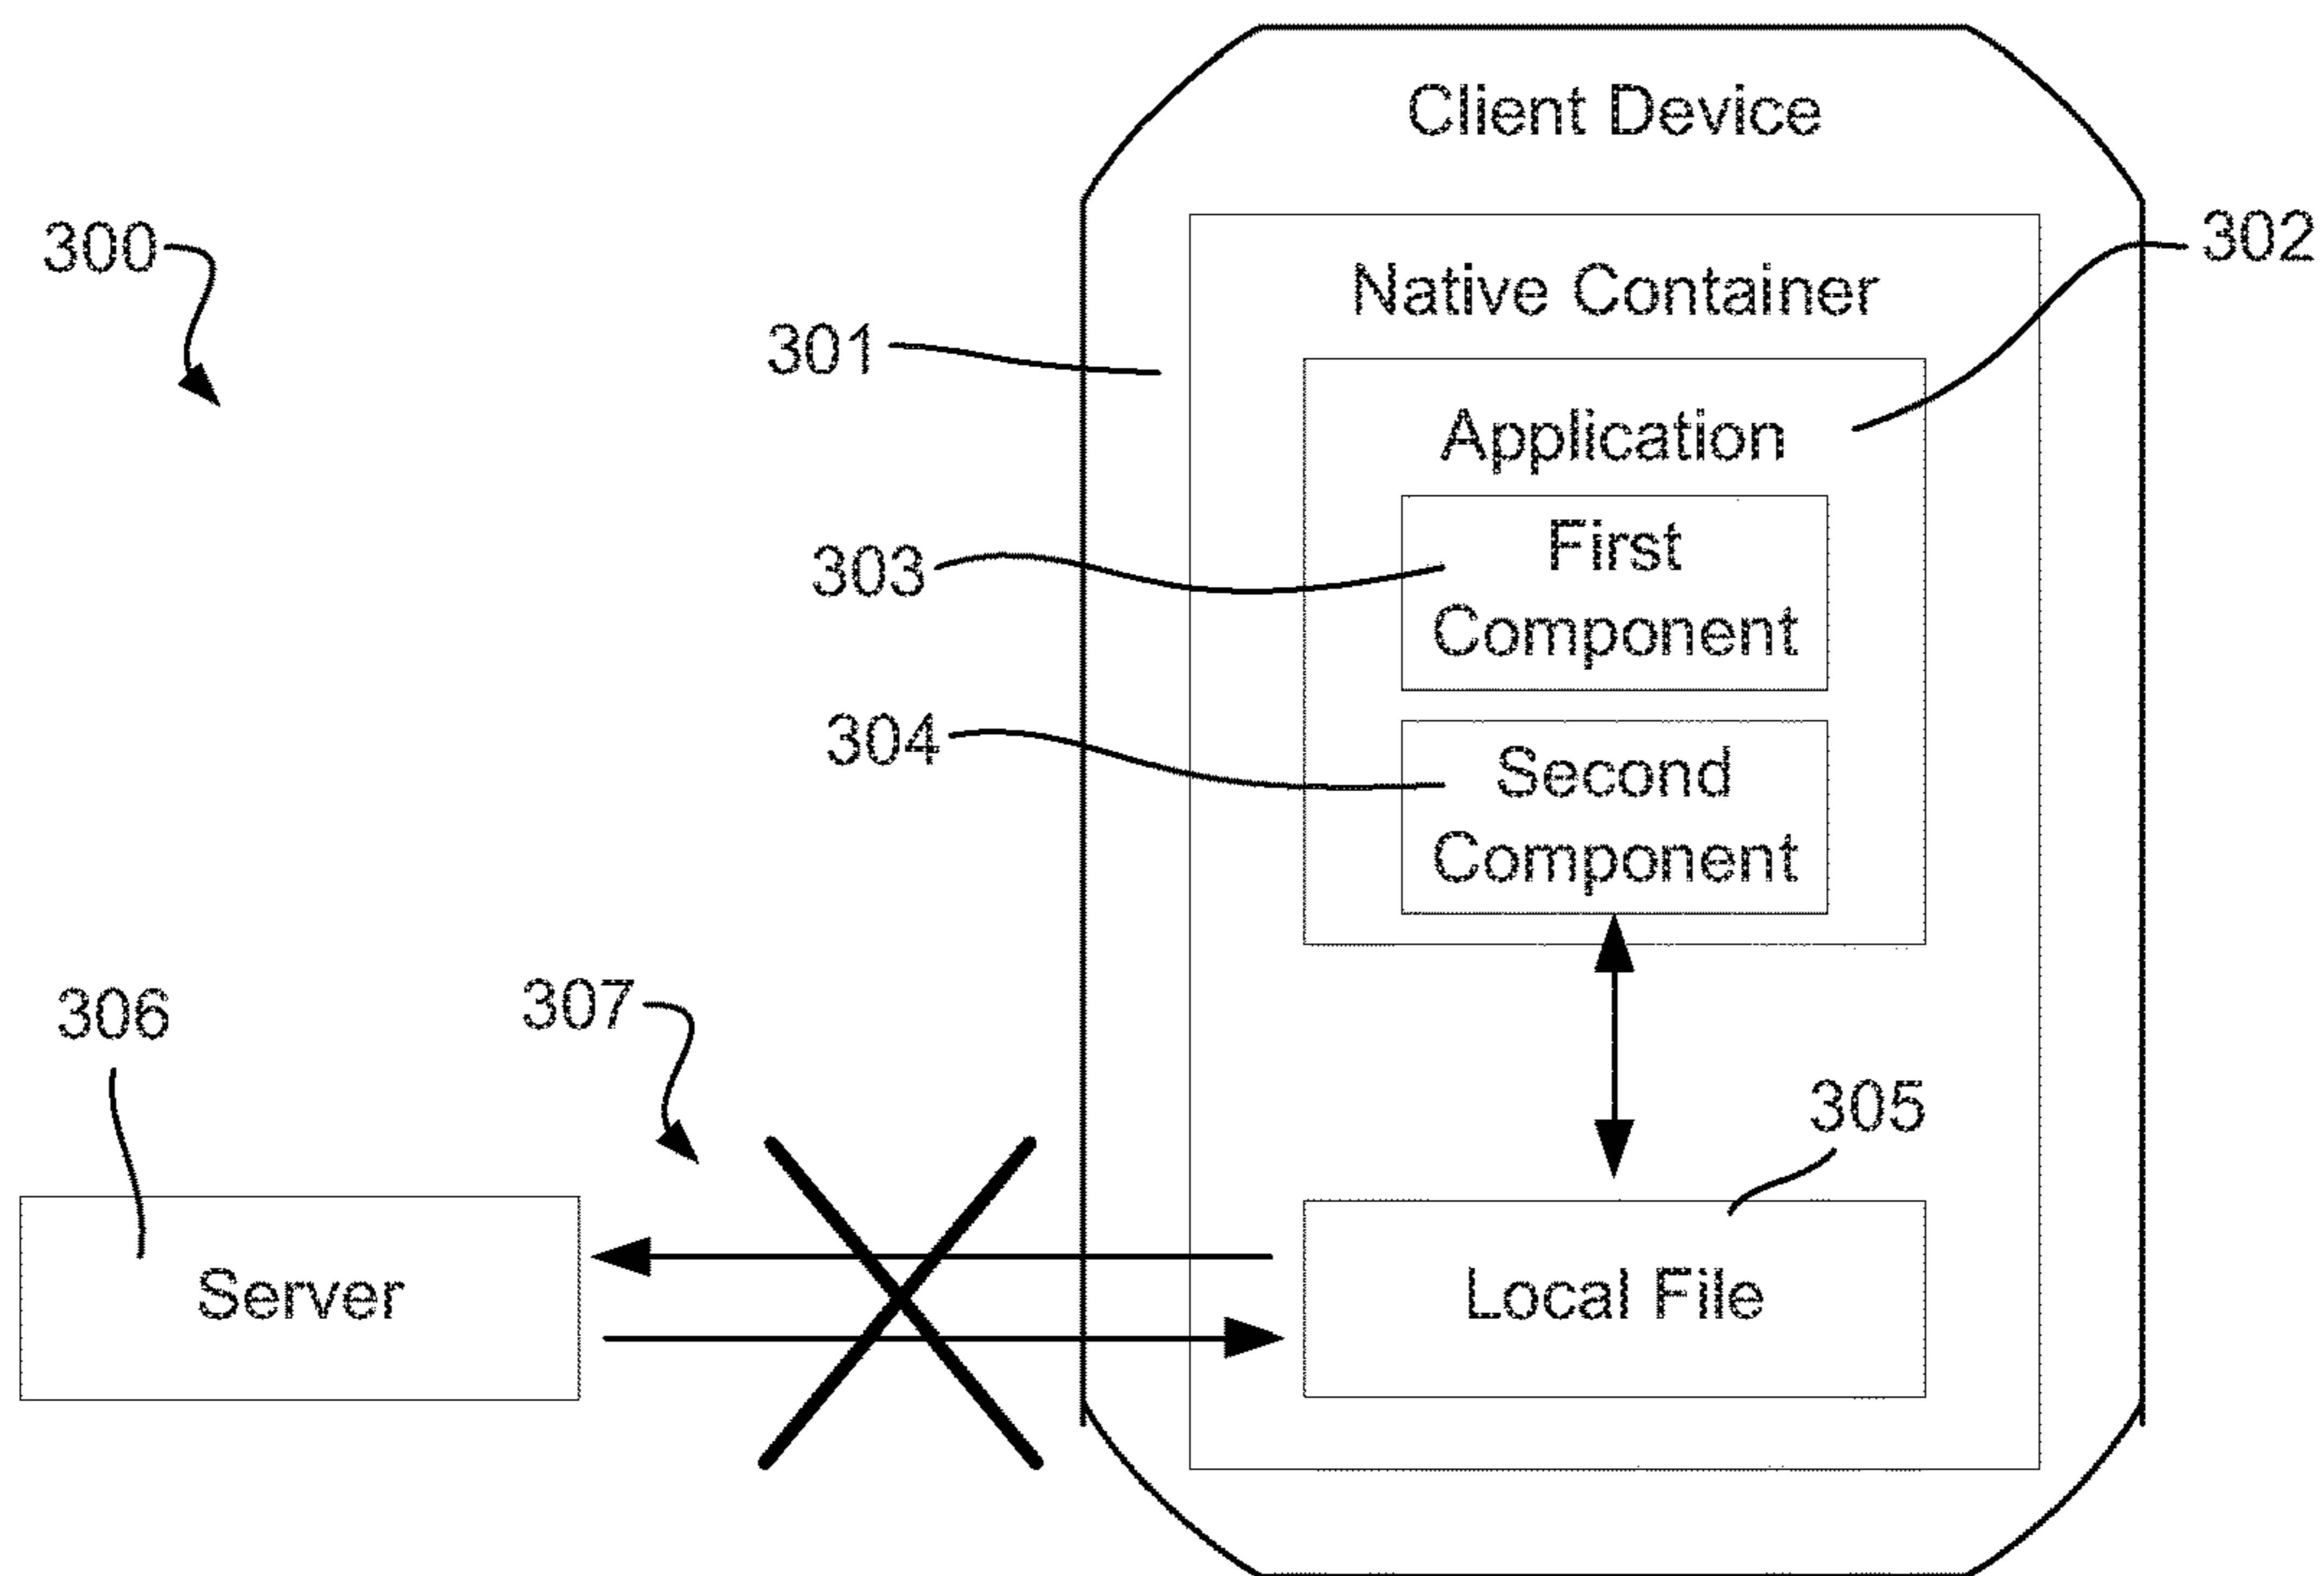 Client Device
300
302
Native Container
301
Application
First
Component
303
Second
Component
304
307
306
305
Server
Local File